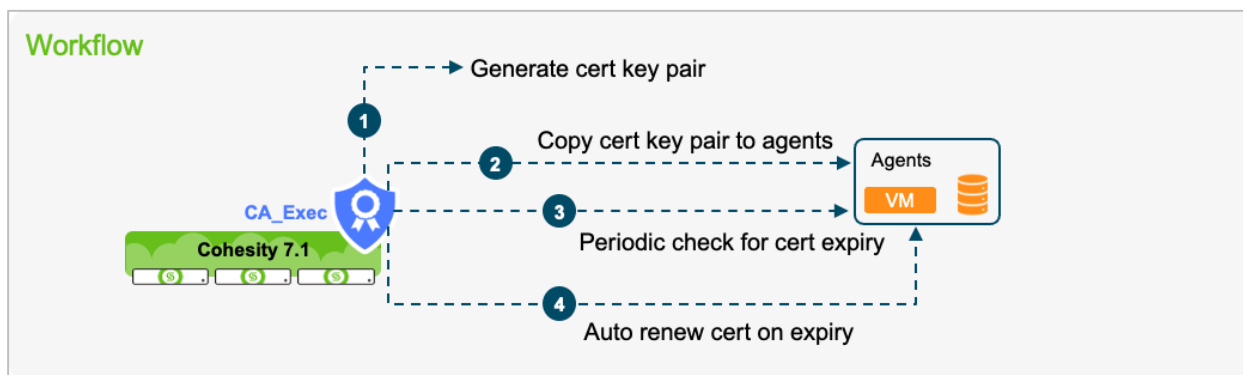 Workflow
Generate cert key pair
1
Copy cert key pair to agents
2
Agents
VM
CA_Exec
3
Periodic check for cert expiry
Cohesity 7.1
4
Auto renew cert on expiry